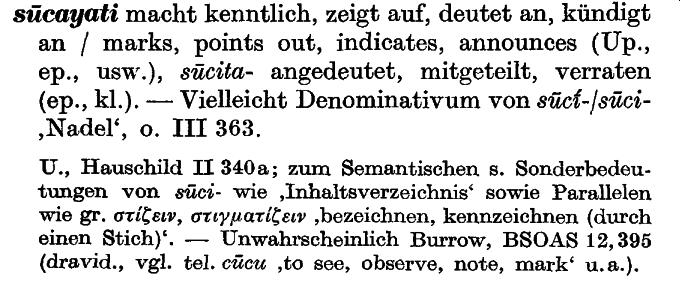 sūcayati macht kenntlich, zeigt auf, deutet an, kündigt
an / marks, points out, indicates, announces (Up.,
ep., usw.), sūcita- angedeutet, mitgeteilt, verraten
(ep., kl.). — Vielleicht Denominativum von sūcī́-/sūci-
‚Nadel‘, o. III 363.
U., Hauschild II 340a; zum Semantischen s. Sonderbedeu-
tungen von sūci- wie ‚Inhaltsverzeichnis‘ sowie Parallelen
wie gr. στίζειν, στιγματίζειν ‚bezeichnen, kennzeichnen (durch
einen Stich)‘. — Unwahrscheinlich Burrow, BSOAS 12, 395
(dravid., vgl. tel. cūcu ‚to see, observe, note, mark‘ u. a.).